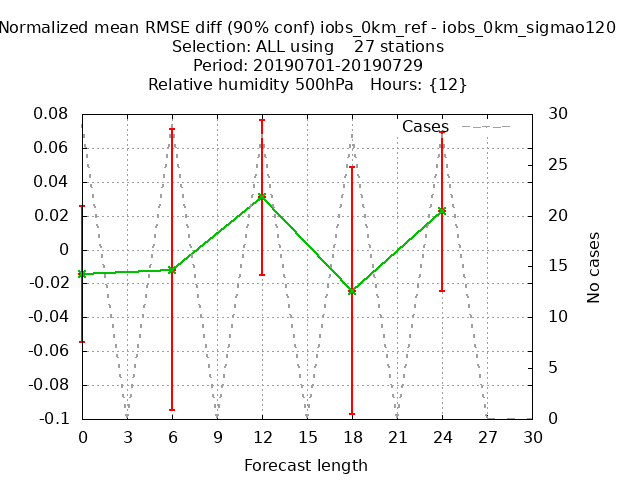 Normalized mean RMSE diff (90% conf) iobs_0km_ref - iobs_0km_sigmao120
Selection: ALL using    27 stations
Period: 20190701-20190729
Relative humidity 500hPa   Hours: {12}
Cases
0.08
0.06
0.04
0.02
0
-0.02
-0.04
-0.06
-0.08
-0.1
30
25
20
15
10
5
0
No cases
0 3 6 9 12 15 18 21 24 27 30
Forecast length